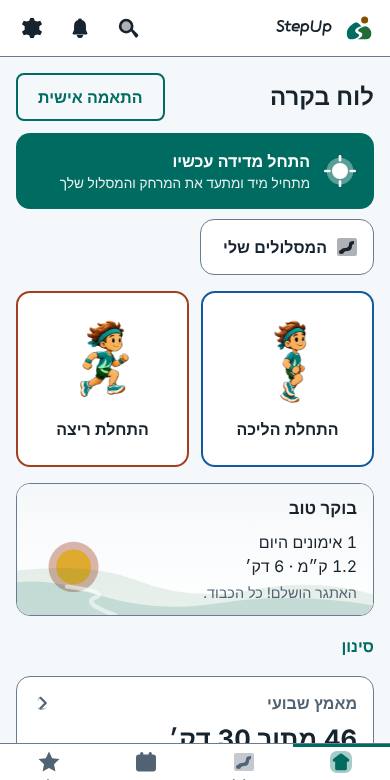 StepUp
לוח בקרה
התאמה אישית
התחל מדידה עכשיו
מתחיל מיד ומתעד את המרחק והמסלול שלך
המסלולים שלי
התחלת הליכה
התחלת ריצה
בוקר טוב
1 אימונים היום
1.2 ק״מ · 6 דק׳
האתגר הושלם! כל הכבוד.
סינון
מאמץ שבועי
46 מתוך 30 דק׳